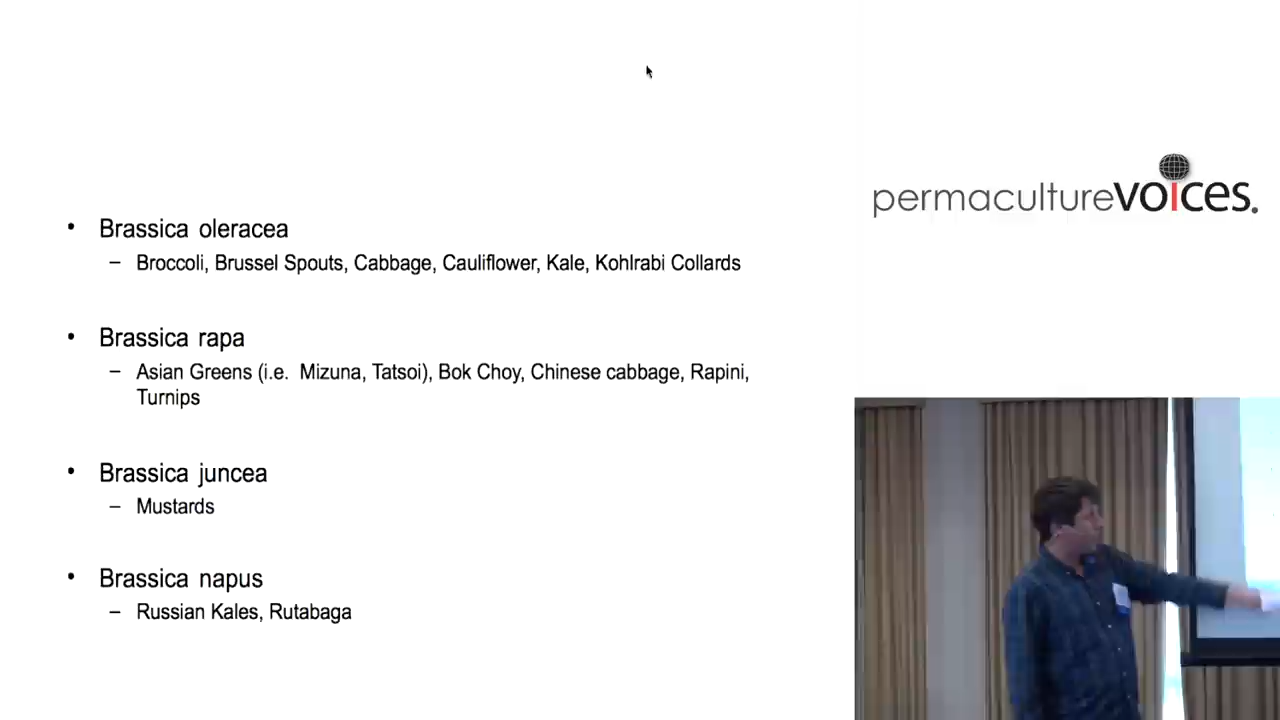 permaculturevoices.
• Brassica oleracea
– Broccoli, Brussel Spouts, Cabbage, Cauliflower, Kale, Kohlrabi Collards
• Brassica rapa
– Asian Greens (i.e. Mizuna, Tatsoi), Bok Choy, Chinese cabbage, Rapini,
Turnips
• Brassica juncea
– Mustards
• Brassica napus
– Russian Kales, Rutabaga